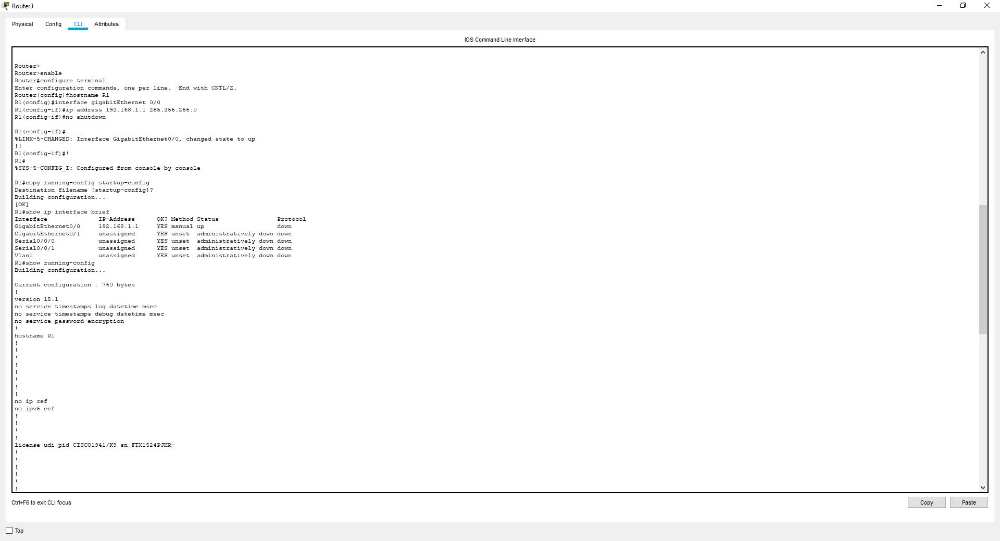 Router3
Physical Config CLI Attributes
IOS Command Line Interface
Router>
Router>enable
Router#configure terminal
Enter configuration commands, one per line.  End with CNTL/Z.
Router(config)#hostname R1
R1(config)#interface gigabitEthernet 0/0
R1(config-if)#ip address 192.168.1.1 255.255.255.0
R1(config-if)#no shutdown
R1(config-if)#
%LINK-5-CHANGED: Interface GigabitEthernet0/0, changed state to up
!!
R1(config-if)#!
R1#
%SYS-5-CONFIG_I: Configured from console by console
R1#copy running-config startup-config
Destination filename [startup-config]?
Building configuration...
[OK]
R1#show ip interface brief
Interface              IP-Address      OK? Method Status                Protocol
GigabitEthernet0/0     192.168.1.1     YES manual up                    down
GigabitEthernet0/1     unassigned      YES unset  administratively down down
Serial0/0/0            unassigned      YES unset  administratively down down
Serial0/0/1            unassigned      YES unset  administratively down down
Vlan1                  unassigned      YES unset  administratively down down
R1#show running-config
Building configuration...
Current configuration : 760 bytes
!
version 15.1
no service timestamps log datetime msec
no service timestamps debug datetime msec
no service password-encryption
!
hostname R1
!
!
!
!
!
!
!
!
no ip cef
no ipv6 cef
!
!
!
!
license udi pid CISCO1941/K9 sn FTX1524PJHR-
!
!
!
!
!
!
Ctrl+F6 to exit CLI focus
Copy Paste
Top